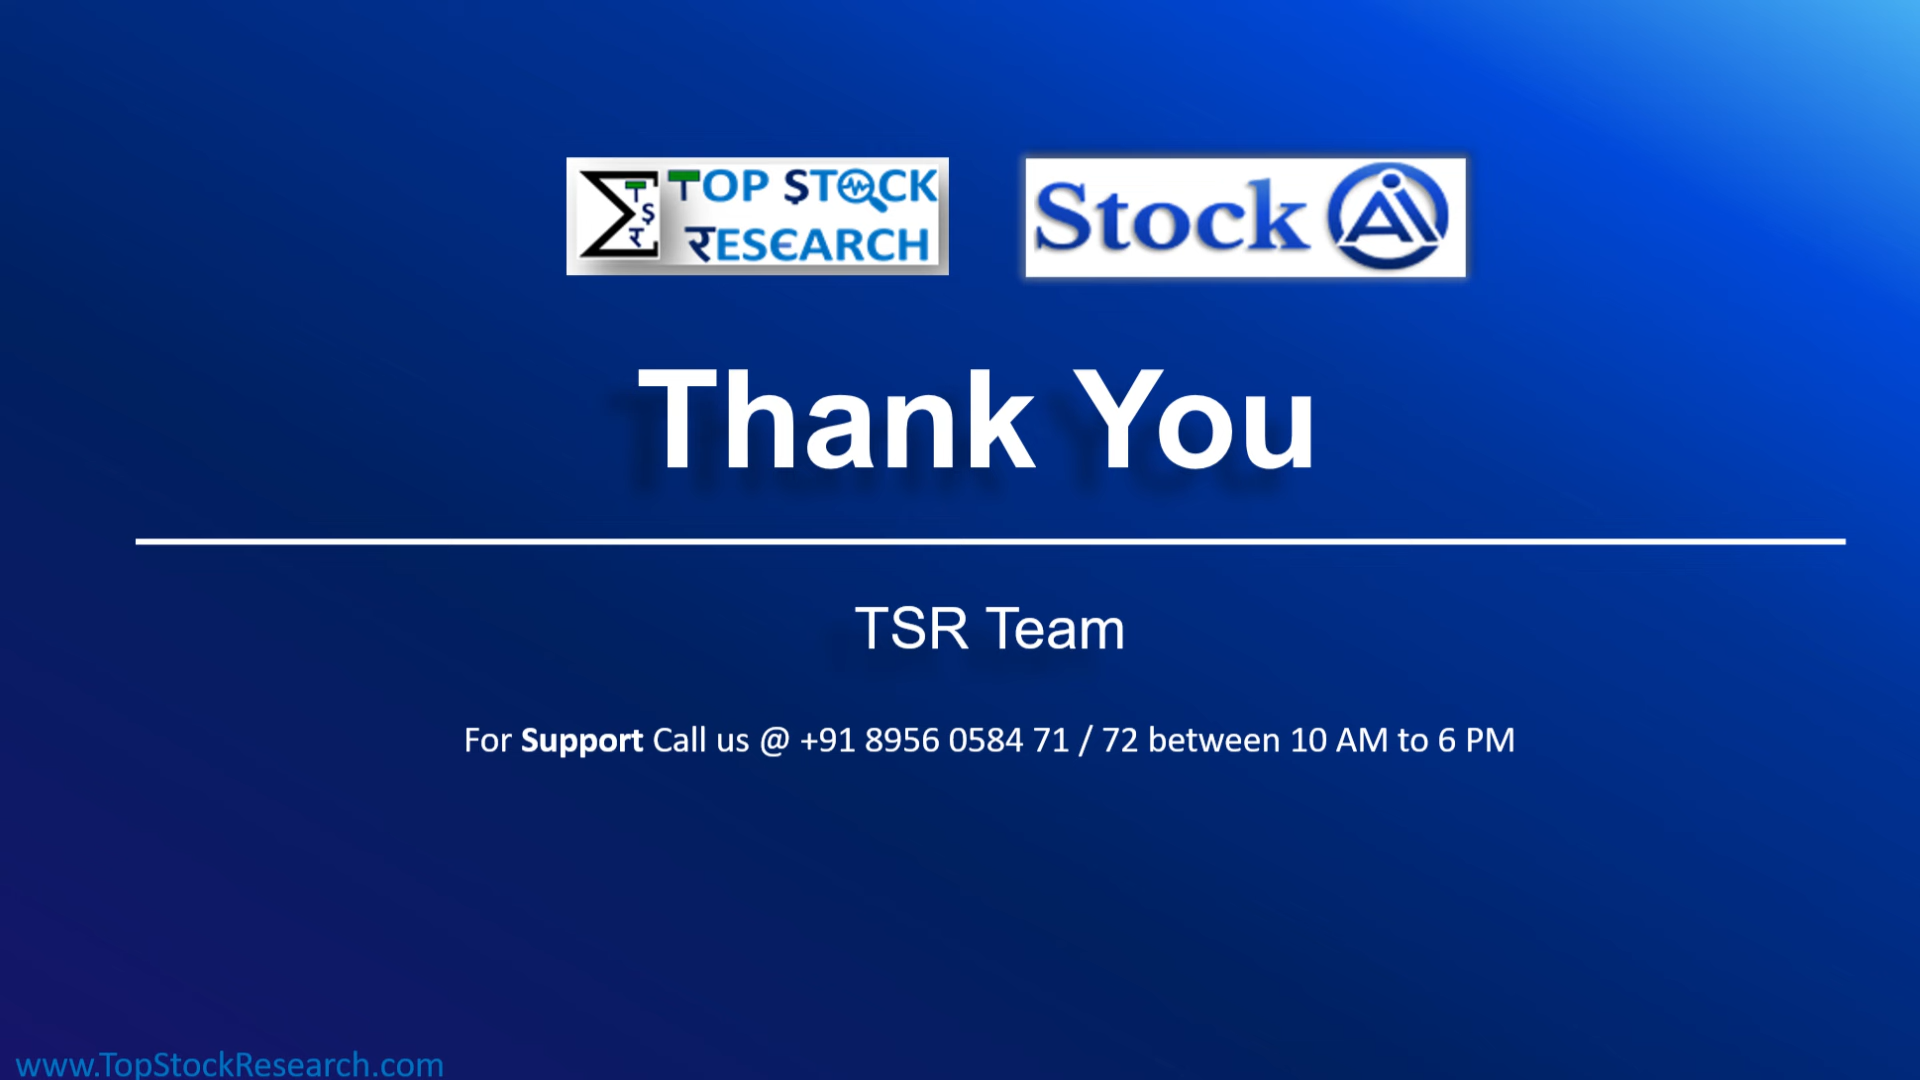 TOP STOCK
RESEARCH
Stock AI
Thank You
TSR Team
For Support Call us @ +91 8956 0584 71 / 72 between 10 AM to 6 PM
www.TopStockResearch.com